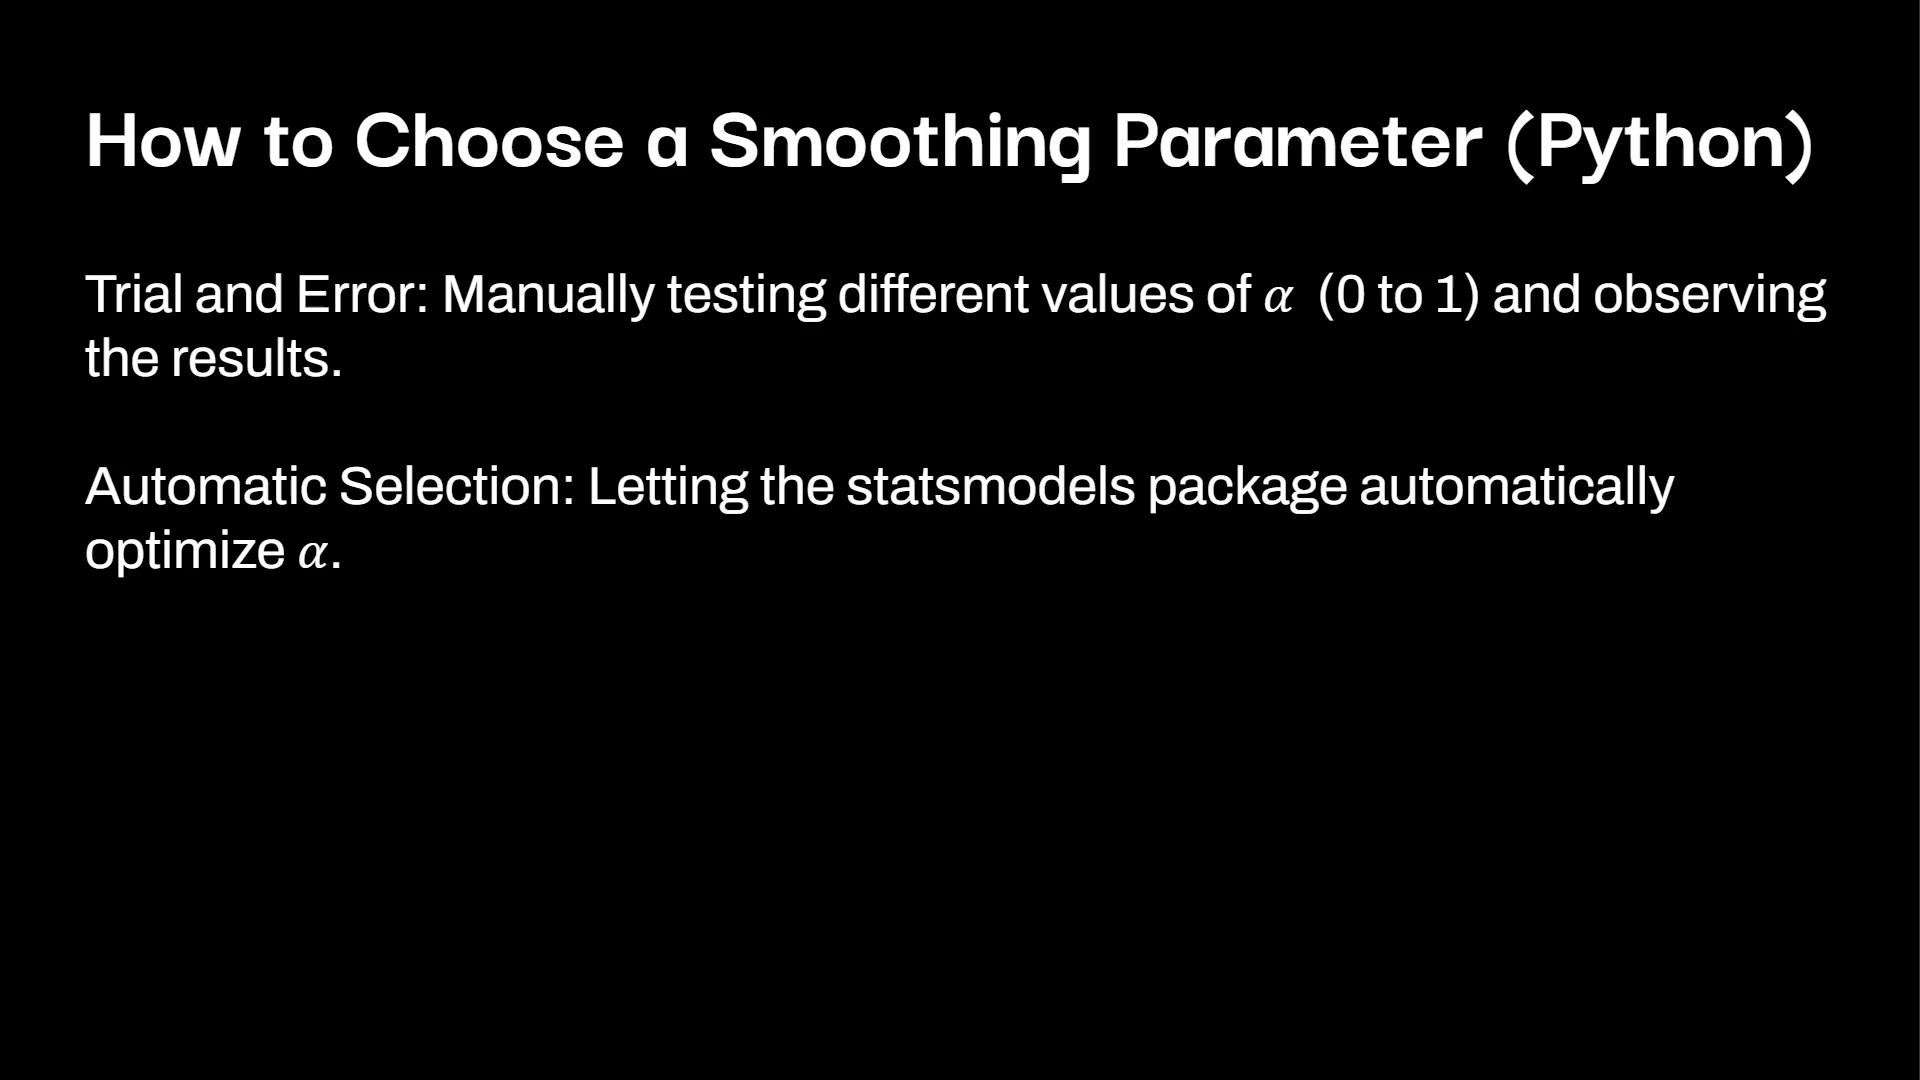 How to Choose a Smoothing Parameter (Python)
Trial and Error: Manually testing different values of 𝛼 (0 to 1) and observing
the results.
Automatic Selection: Letting the statsmodels package automatically
optimize 𝛼.